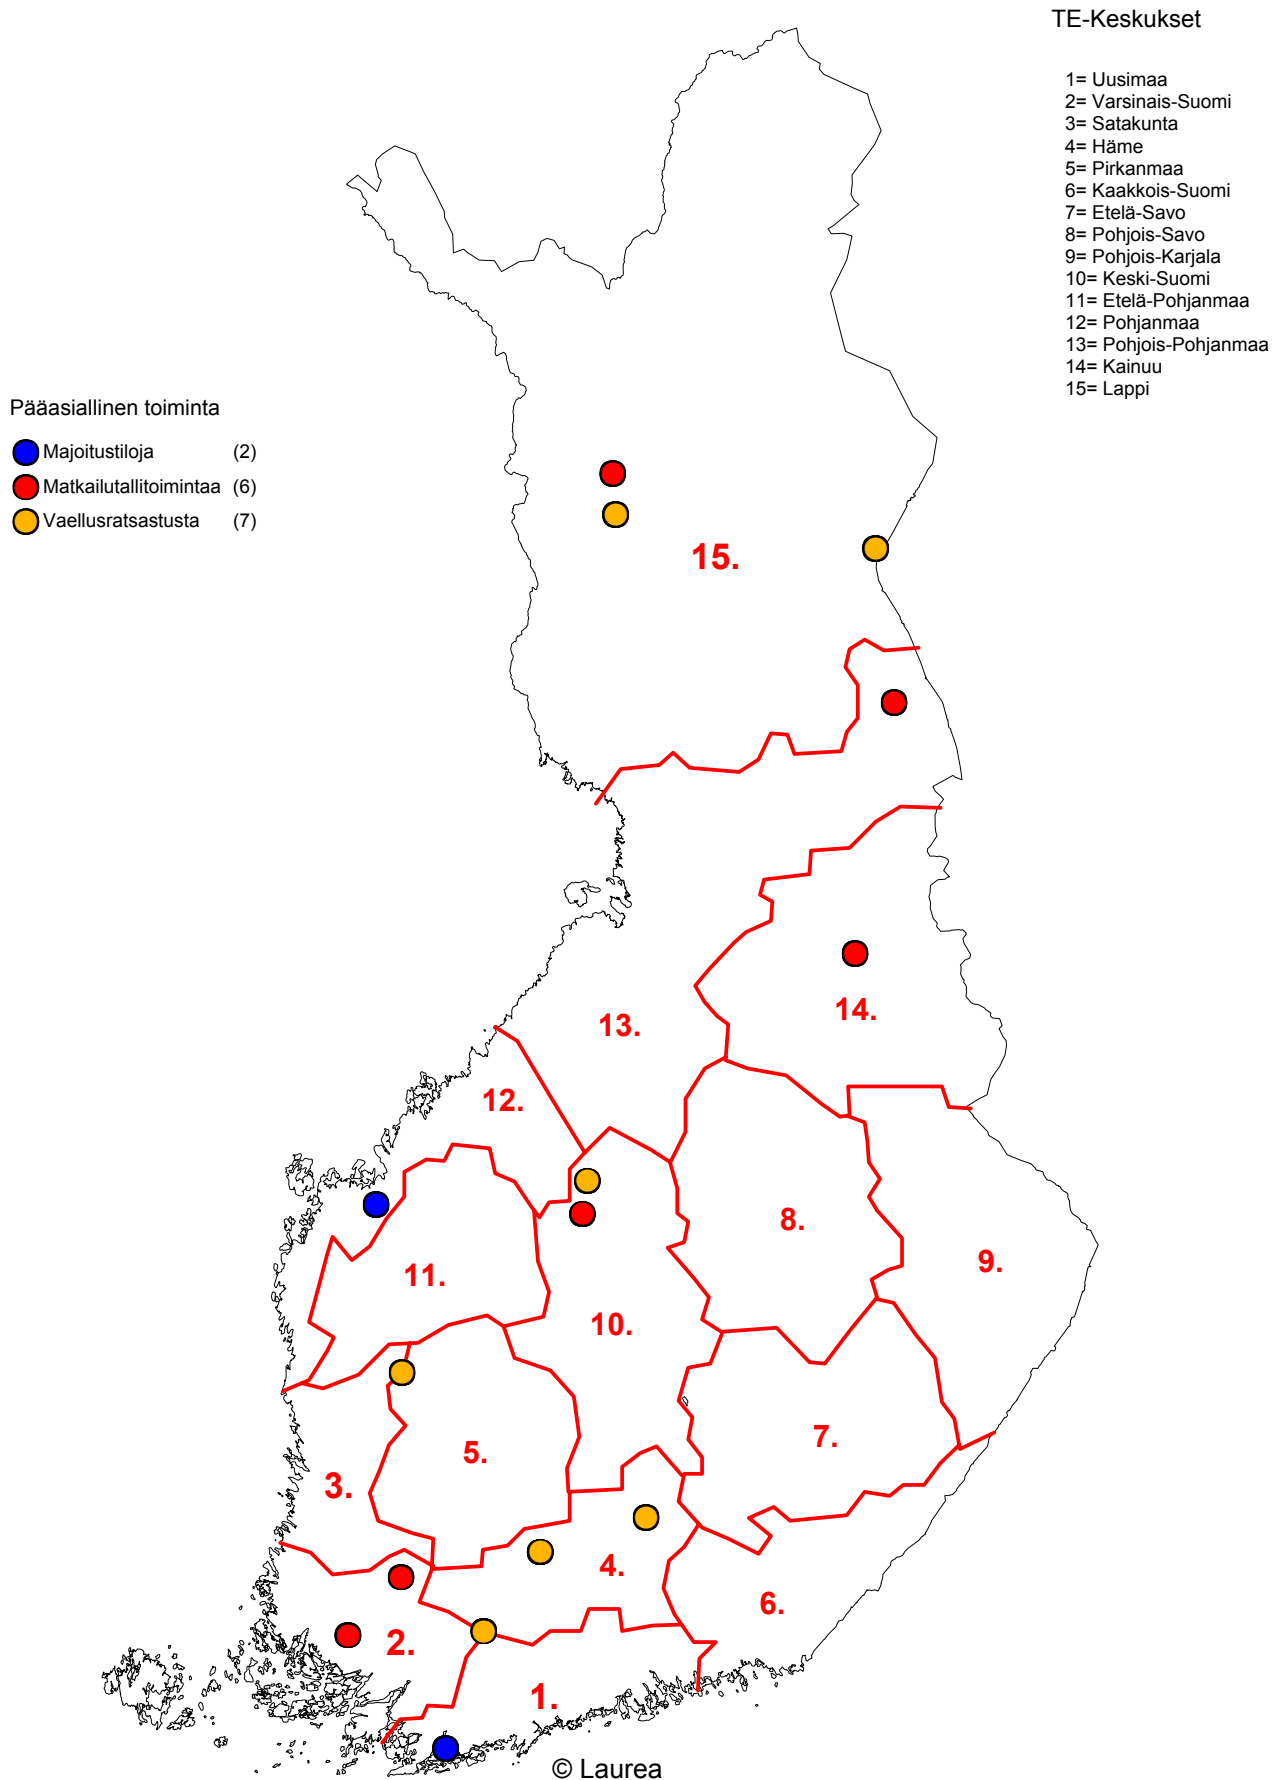 TE-Keskukset
1= Uusimaa
2= Varsinais-Suomi
3= Satakunta
4= Häme
5= Pirkanmaa
6= Kaakkois-Suomi
7= Etelä-Savo
8= Pohjois-Savo
9= Pohjois-Karjala
10= Keski-Suomi
11= Etelä-Pohjanmaa
12= Pohjanmaa
13= Pohjois-Pohjanmaa
14= Kainuu
15= Lappi
Pääasiallinen toiminta
Majoitustiloja (2)
Matkailutallitoimintaa (6)
Vaellusratsastusta (7)
15.
14.
13.
12.
8.
9.
11.
10.
7.
5.
3.
4.
6.
2.
1.
© Laurea